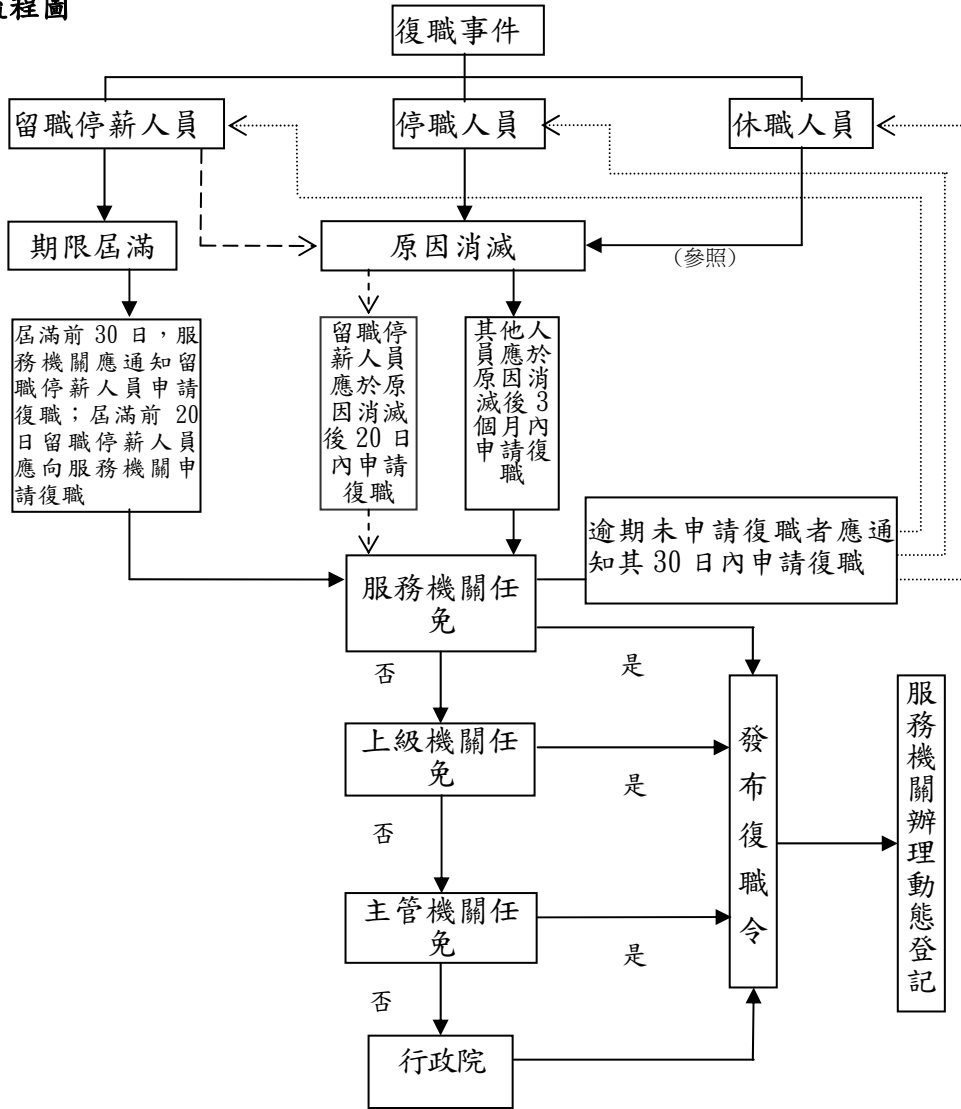 流程圖
復職事件
留職停薪人員
停職人員
休職人員
期限屆滿
原因消滅
(參照)
屆滿前 30 日,服
務機關應通知留
職停薪人員申請
復職;屆滿前 20
日留職停薪人員
應向服務機關申
請復職
留職停
薪人員
應於原
因消滅
後 20 日
內申請
復職
其他人
員應於
原因消
滅後 3
個月內
申請復
職
逾期未申請復職者應通
知其 30 日內申請復職
服務機關任
免
否
是
上級機關任
免
是
否
主管機關任
免
是
否
行政院
發布復職令
服務機關辦理動態登記